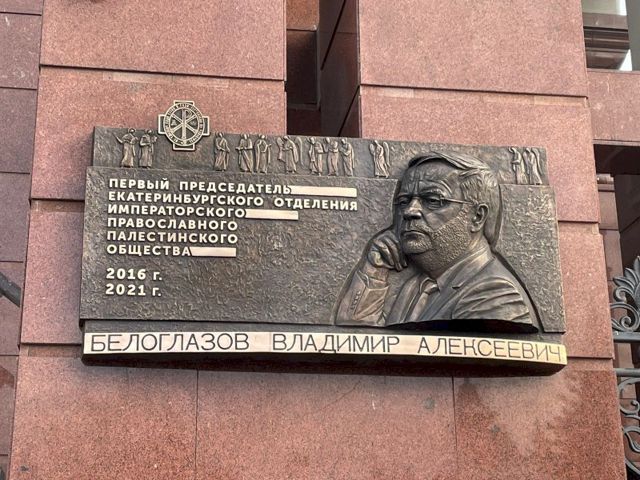 ПЕРВЫЙ ПРЕДСЕДАТЕЛЬ
ЕКАТЕРИНБУРГСКОГО ОТДЕЛЕНИЯ
ИМПЕРАТОРСКОГО
ПРАВОСЛАВНОГО
ПАЛЕСТИНСКОГО
ОБЩЕСТВА
2016 г.
2021 г.
БЕЛОГЛАЗОВ ВЛАДИМИР АЛЕКСЕЕВИЧ